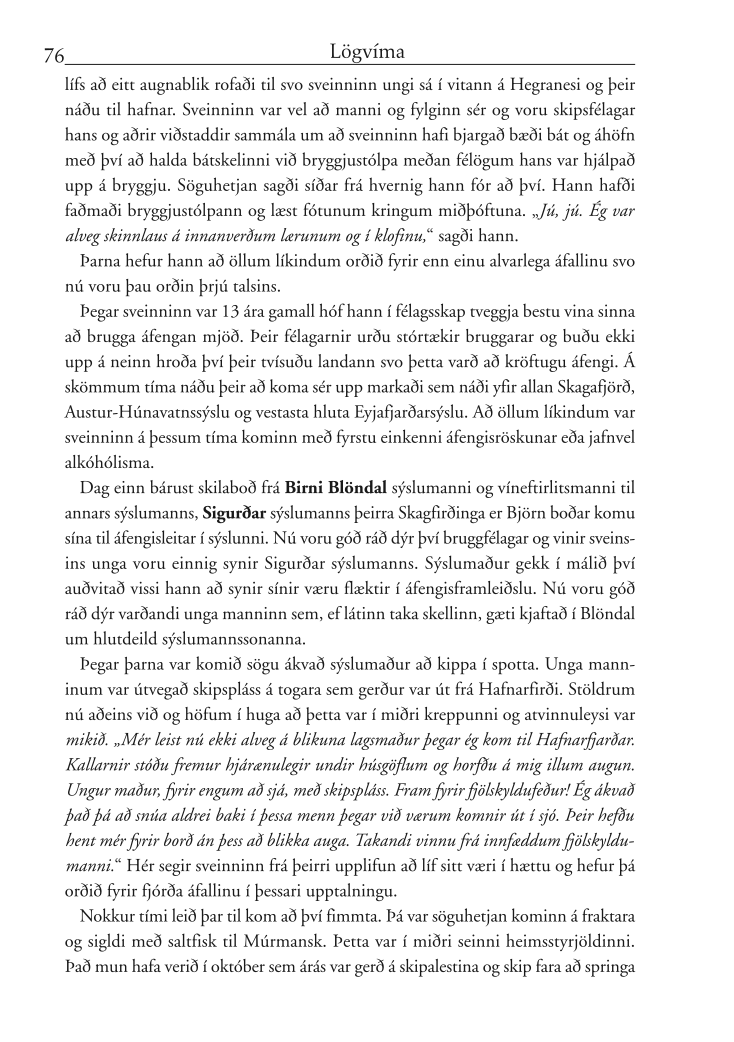 76
Lögvíma
lífs að eitt augnablik rofaði til svo sveinninn ungi sá í vitann á Hegranesi og þeir
náðu til hafnar. Sveinninn var vel að manni og fylginn sér og voru skipsfélagar
hans og aðrir viðstaddir sammála um að sveinninn hafi bjargað bæði bát og áhöfn
með því að halda bátskelinni við bryggjustólpa meðan félögum hans var hjálpað
upp á bryggju. Söguhetjan sagði síðar frá hvernig hann fór að því. Hann hafði
faðmaði bryggjustólpann og læst fótunum kringum miðþóftuna. „Jú, jú. Ég var
alveg skinnlaus á innanverðum lærunum og í klofinu,“ sagði hann.
Þarna hefur hann að öllum líkindum orðið fyrir enn einu alvarlega áfallinu svo
nú voru þau orðin þrjú talsins.
Þegar sveinninn var 13 ára gamall hóf hann í félagsskap tveggja bestu vina sinna
að brugga áfengan mjöð. Þeir félagarnir urðu stórtækir bruggarar og buðu ekki
upp á neinn hroða því þeir tvísuðu landann svo þetta varð að kröftugu áfengi. Á
skömmum tíma náðu þeir að koma sér upp markaði sem náði yfir allan Skagafjörð,
Austur-Húnavatnssýslu og vestasta hluta Eyjafjarðarsýslu. Að öllum líkindum var
sveinninn á þessum tíma kominn með fyrstu einkenni áfengisröskunar eða jafnvel
alkóhólisma.
Dag einn bárust skilaboð frá Birni Blöndal sýslumanni og víneftirlitsmanni til
annars sýslumanns, Sigurðar sýslumanns þeirra Skagfirðinga er Björn boðar komu
sína til áfengisleitar í sýslunni. Nú voru góð ráð dýr því bruggfélagar og vinir sveins-
ins unga voru einnig synir Sigurðar sýslumanns. Sýslumaður gekk í málið því
auðvitað vissi hann að synir sínir væru flæktir í áfengisframleiðslu. Nú voru góð
ráð dýr varðandi unga manninn sem, ef látinn taka skellinn, gæti kjaftað í Blöndal
um hlutdeild sýslumannssonanna.
Þegar þarna var komið sögu ákvað sýslumaður að kippa í spotta. Unga mann-
inum var útvegað skipspláss á togara sem gerður var út frá Hafnarfirði. Stöldrum
nú aðeins við og höfum í huga að þetta var í miðri kreppunni og atvinnuleysi var
mikið. „Mér leist nú ekki alveg á blikuna lagsmaður þegar ég kom til Hafnarfjarðar.
Kallarnir stóðu fremur hjárænulegir undir húsgöflum og horfðu á mig illum augun.
Ungur maður, fyrir engum að sjá, með skipspláss. Fram fyrir fjölskyldufeður! Ég ákvað
það þá að snúa aldrei baki í þessa menn þegar við værum komnir út í sjó. Þeir hefðu
hent mér fyrir borð án þess að blikka auga. Takandi vinnu frá innfæddum fjölskyldu-
manni.“ Hér segir sveinninn frá þeirri upplifun að líf sitt væri í hættu og hefur þá
orðið fyrir fjórða áfallinu í þessari upptalningu.
Nokkur tími leið þar til kom að því fimmta. Þá var söguhetjan kominn á fraktara
og sigldi með saltfisk til Múrmansk. Þetta var í miðri seinni heimsstyrjöldinni.
Það mun hafa verið í október sem árás var gerð á skipalestina og skip fara að springa